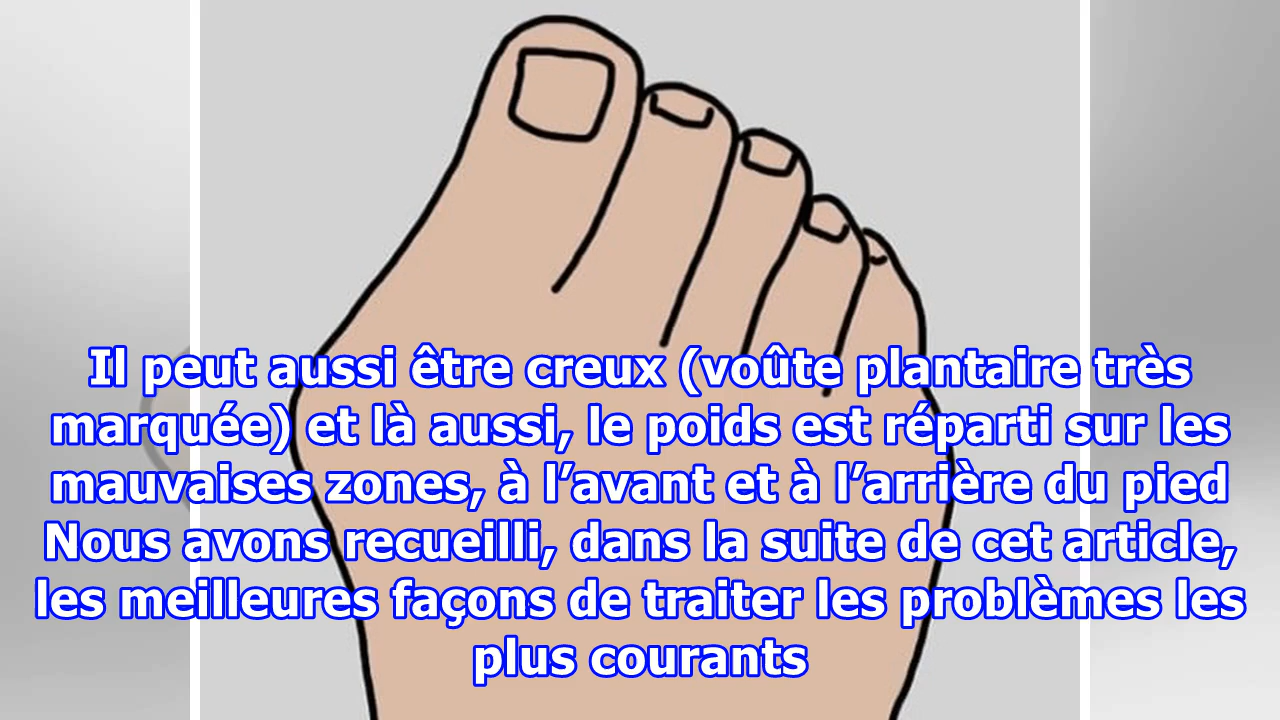 Il peut aussi être creux (voûte plantaire très
marquée) et là aussi, le poids est réparti sur les
mauvaises zones, à l’avant et à l’arrière du pied
Nous avons recueilli, dans la suite de cet article,
les meilleures façons de traiter les problèmes les
plus courants